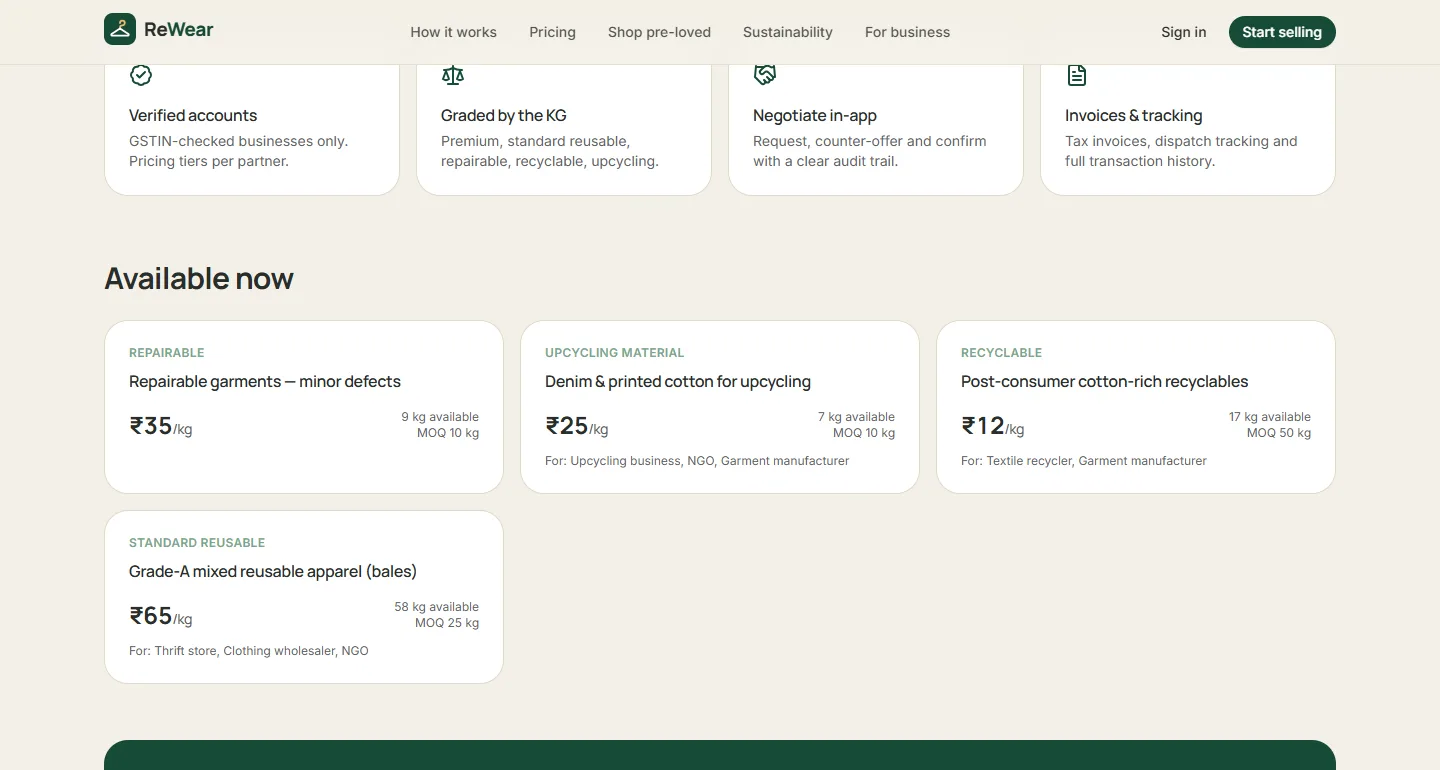 ReWear
How it works
Pricing
Shop pre-loved
Sustainability
For business
Sign in
Start selling
Verified accounts
GSTIN-checked businesses only.
Pricing tiers per partner.
Graded by the KG
Premium, standard reusable,
repairable, recyclable, upcycling.
Negotiate in-app
Request, counter-offer and confirm
with a clear audit trail.
Invoices & tracking
Tax invoices, dispatch tracking and
full transaction history.
Available now
REPAIRABLE
Repairable garments — minor defects
₹35/kg
9 kg available
MOQ 10 kg
UPCYCLING MATERIAL
Denim & printed cotton for upcycling
₹25/kg
7 kg available
MOQ 10 kg
For: Upcycling business, NGO, Garment manufacturer
RECYCLABLE
Post-consumer cotton-rich recyclables
₹12/kg
17 kg available
MOQ 50 kg
For: Textile recycler, Garment manufacturer
STANDARD REUSABLE
Grade-A mixed reusable apparel (bales)
₹65/kg
58 kg available
MOQ 25 kg
For: Thrift store, Clothing wholesaler, NGO